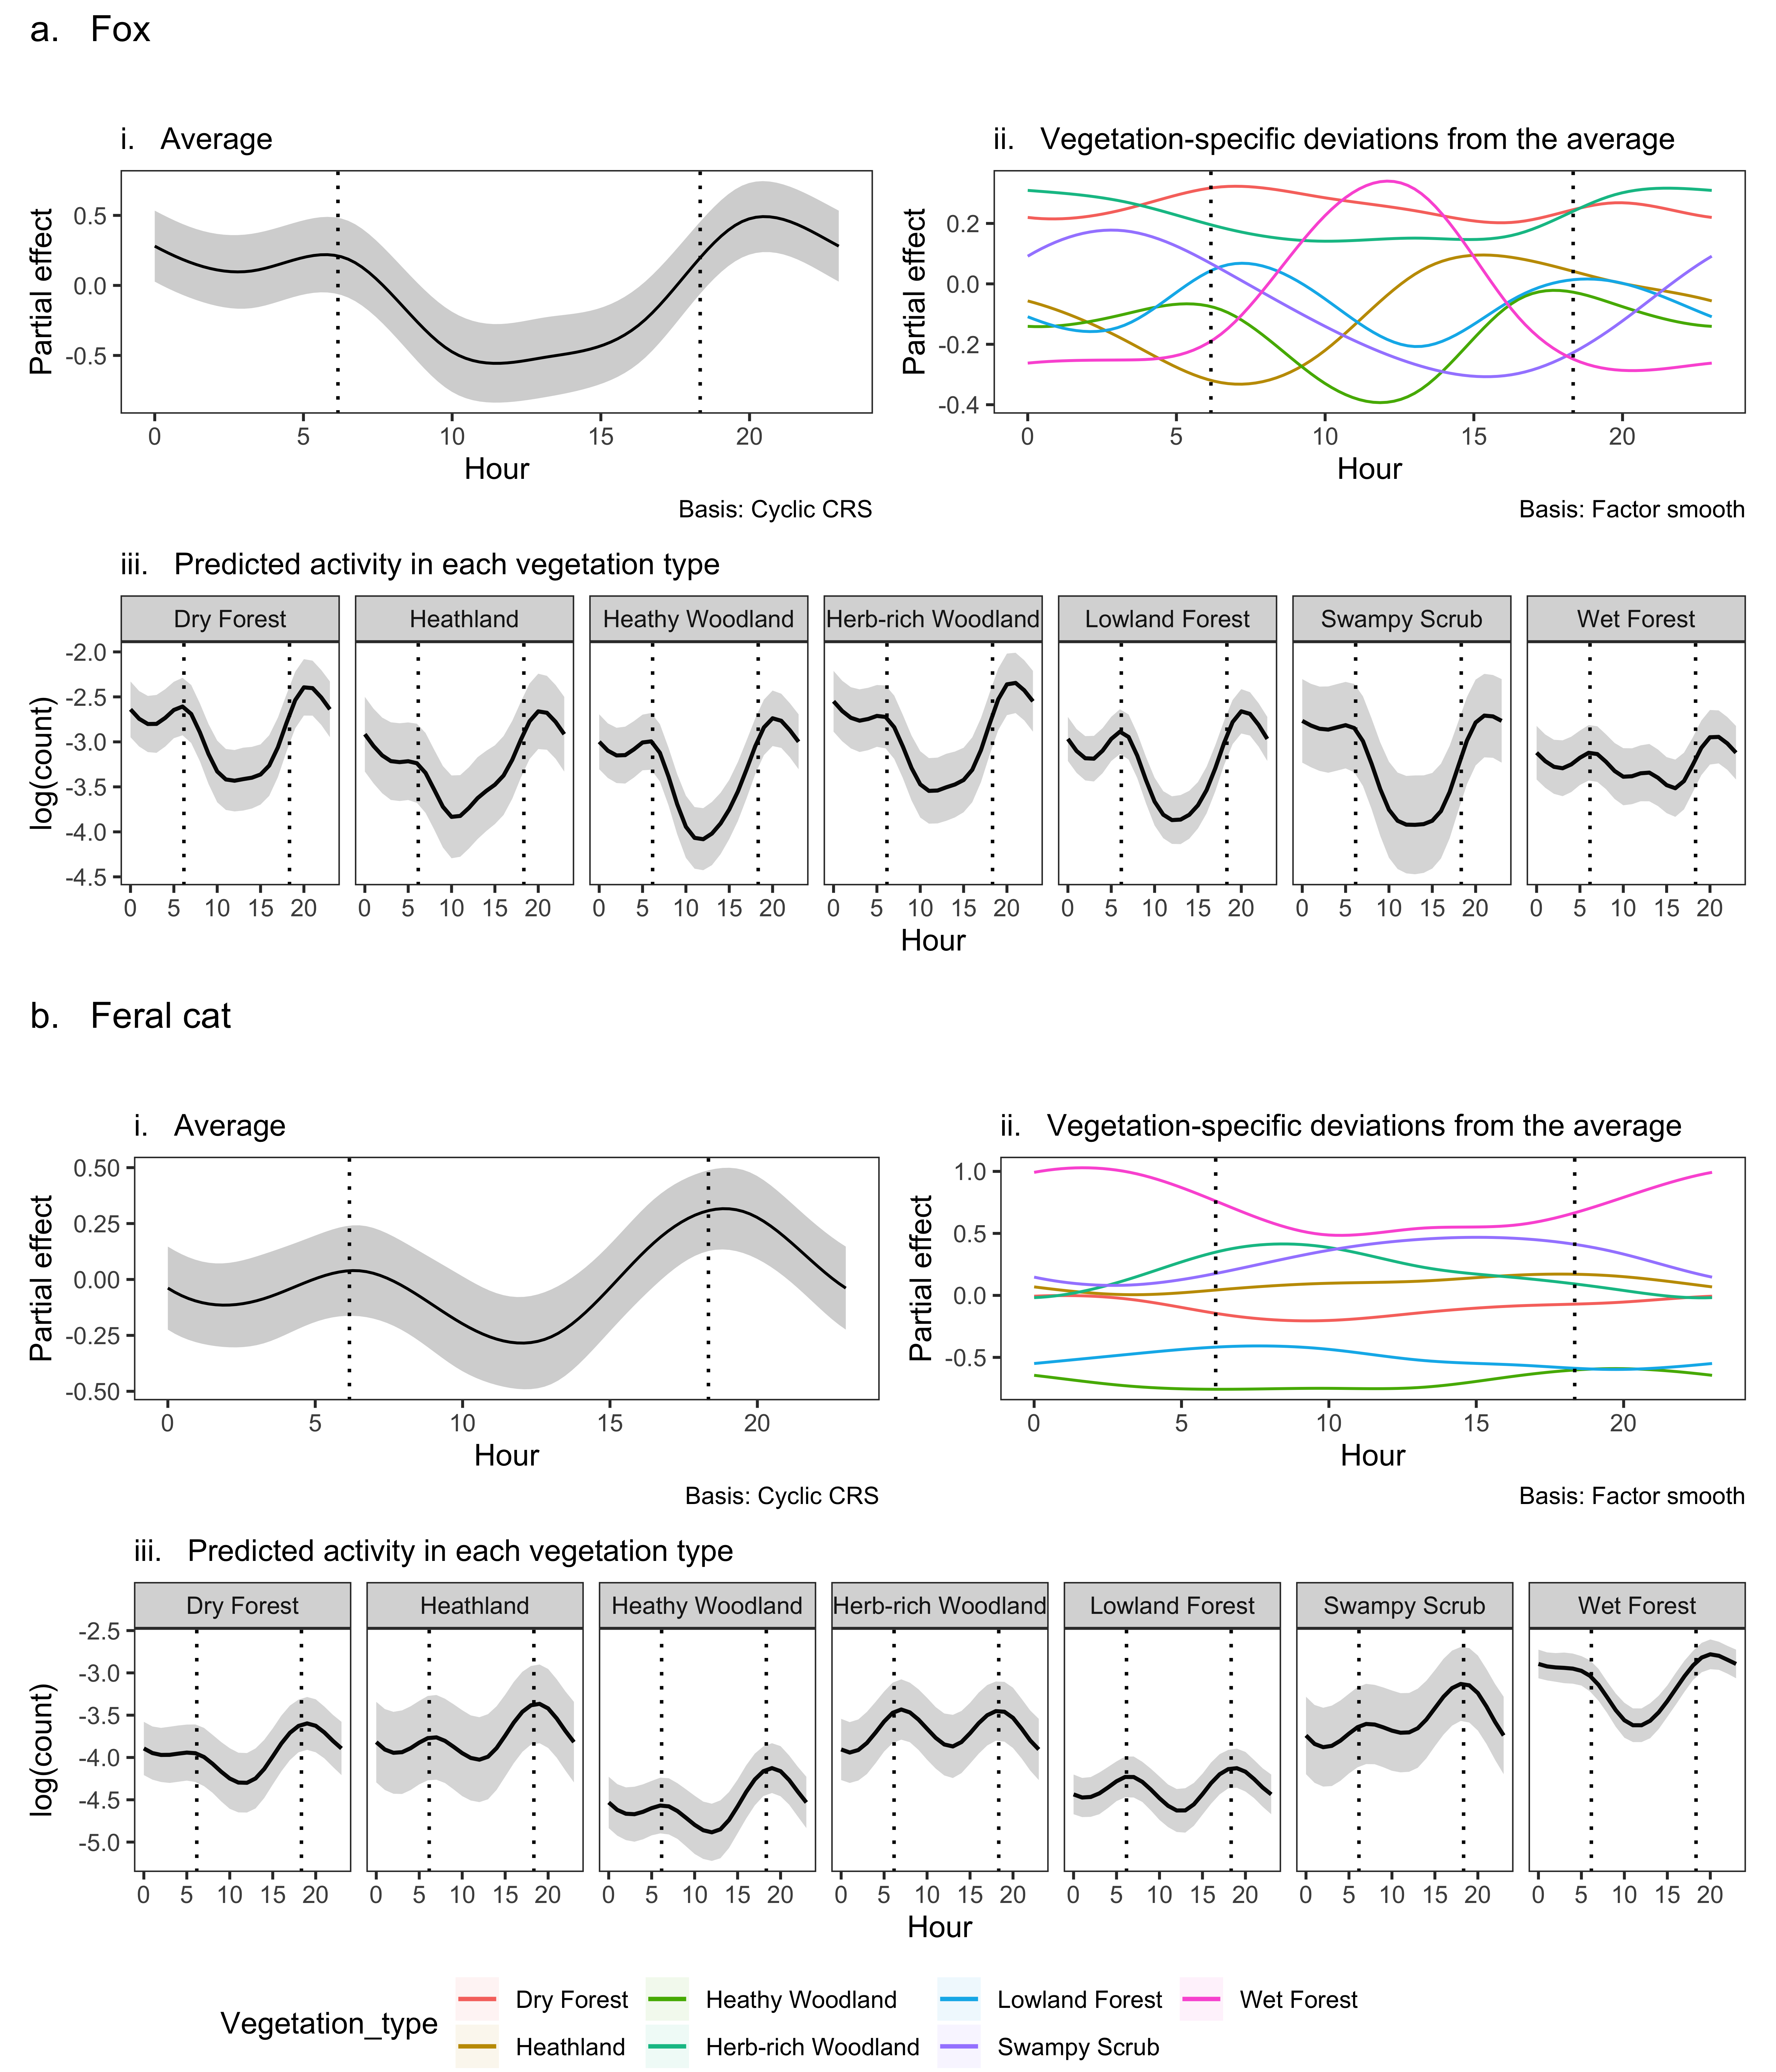 a. Fox
i. Average
ii. Vegetation-specific deviations from the average
Partial effect
0.5
0.0
-0.5
0 5 10 15 20
Hour
Basis: Cyclic CRS
Partial effect
0.2
0.0
-0.2
-0.4
0 5 10 15 20
Hour
Basis: Factor smooth
iii. Predicted activity in each vegetation type
Dry Forest Heathland Heathy Woodland Herb-rich Woodland Lowland Forest Swampy Scrub Wet Forest
log(count)
-2.0
-2.5
-3.0
-3.5
-4.0
-4.5
0 5 10 15 20 0 5 10 15 20 0 5 10 15 20 0 5 10 15 20 0 5 10 15 20 0 5 10 15 20 0 5 10 15 20
Hour
b. Feral cat
i. Average
ii. Vegetation-specific deviations from the average
Partial effect
0.50
0.25
0.00
-0.25
-0.50
0 5 10 15 20
Hour
Basis: Cyclic CRS
Partial effect
1.0
0.5
0.0
-0.5
0 5 10 15 20
Hour
Basis: Factor smooth
iii. Predicted activity in each vegetation type
Dry Forest Heathland Heathy Woodland Herb-rich Woodland Lowland Forest Swampy Scrub Wet Forest
log(count)
-2.5
-3.0
-3.5
-4.0
-4.5
-5.0
0 5 10 15 20 0 5 10 15 20 0 5 10 15 20 0 5 10 15 20 0 5 10 15 20 0 5 10 15 20 0 5 10 15 20
Hour
Vegetation_type
Dry Forest Heathy Woodland Lowland Forest Wet Forest
Heathland Herb-rich Woodland Swampy Scrub